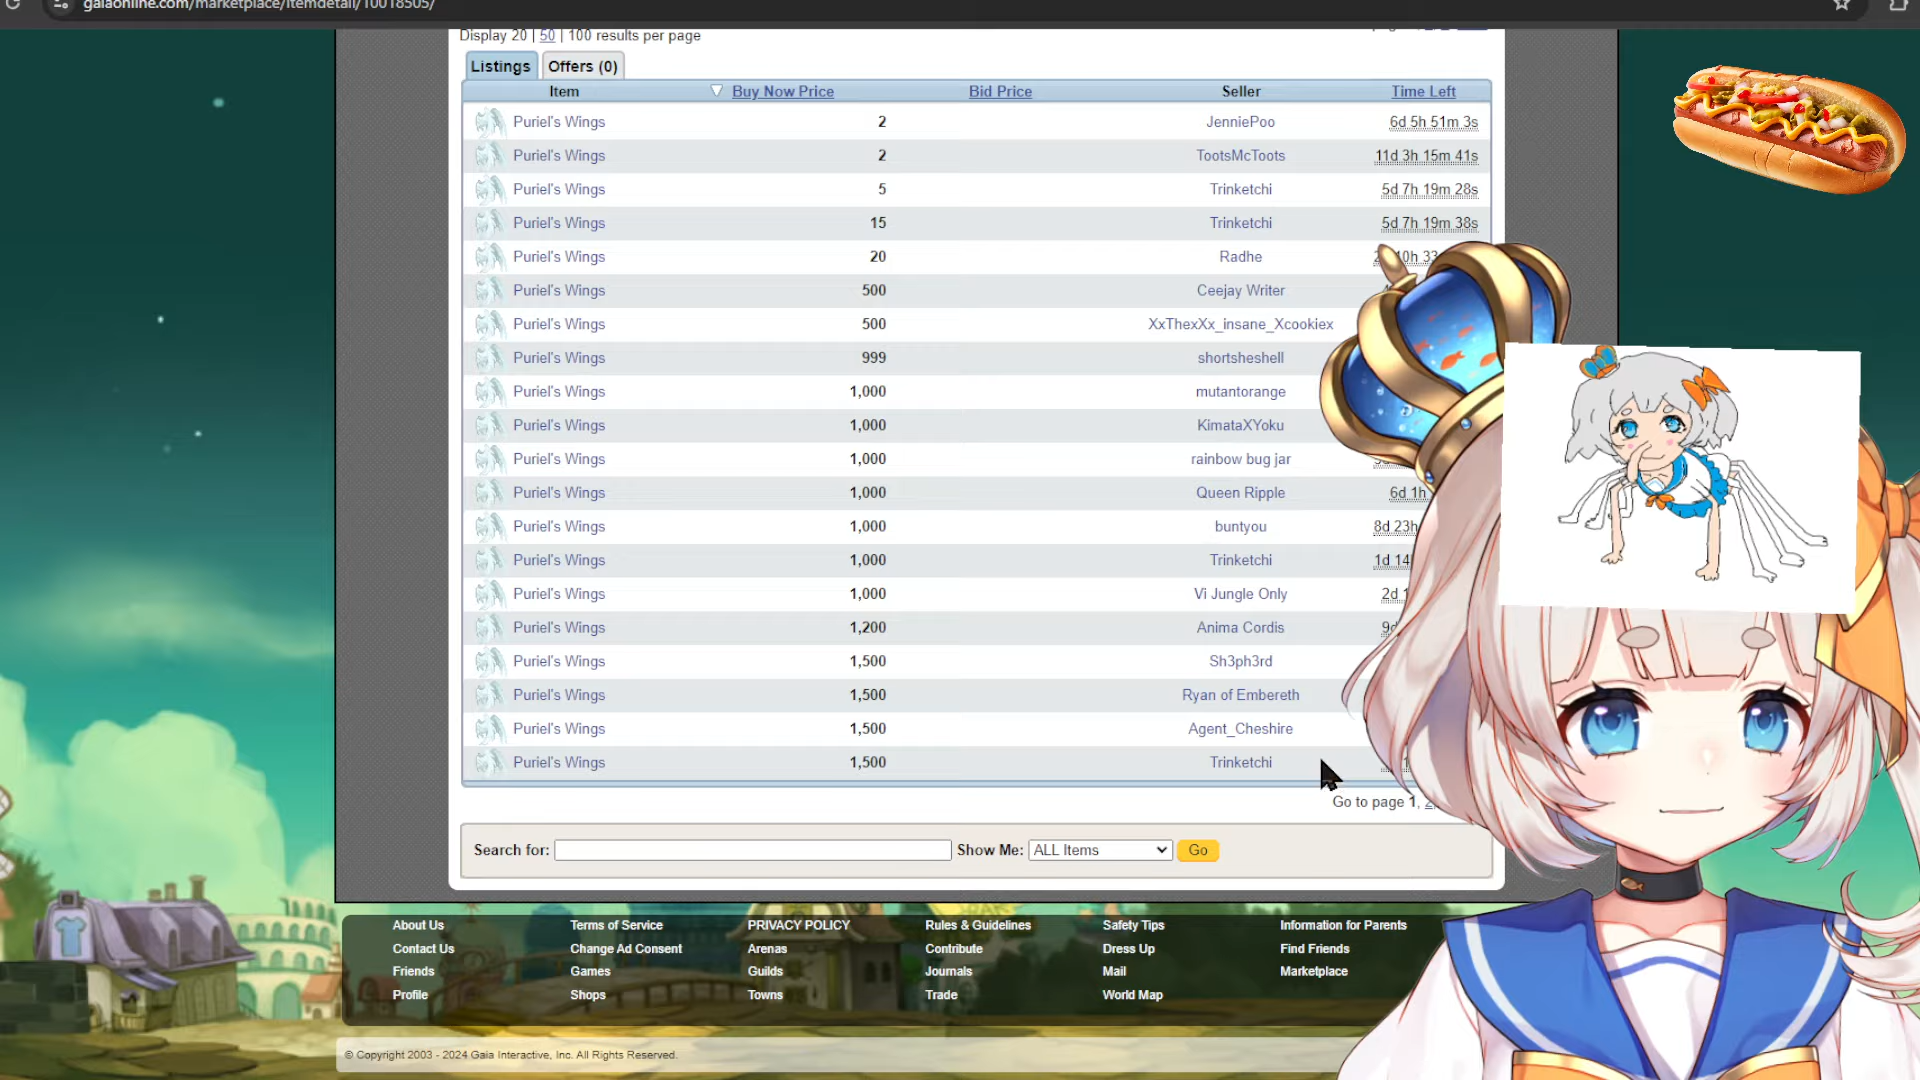 gaiaonline.com/marketplace/itemdetail/10018505/
Display 20 | 50 | 100 results per page
Listings Offers (0)
Item Buy Now Price Bid Price Seller Time Left
Puriel's Wings 2 JenniePoo 6d 5h 51m 3s
Puriel's Wings 2 TootsMcToots 11d 3h 15m 41s
Puriel's Wings 5 Trinketchi 5d 7h 19m 28s
Puriel's Wings 15 Trinketchi 5d 7h 19m 38s
Puriel's Wings 20 Radhe 10h
Puriel's Wings 500 Ceejay Writer
Puriel's Wings 500 XxThexXx_insane_Xcookiex
Puriel's Wings 999 shortsheshell
Puriel's Wings 1,000 mutantorange
Puriel's Wings 1,000 KimataXYoku
Puriel's Wings 1,000 rainbow bug jar
Puriel's Wings 1,000 Queen Ripple 6d 1h
Puriel's Wings 1,000 buntyou 8d 23h
Puriel's Wings 1,000 Trinketchi 1d 14
Puriel's Wings 1,000 Vi Jungle Only 2d
Puriel's Wings 1,200 Anima Cordis 9d
Puriel's Wings 1,500 Sh3ph3rd
Puriel's Wings 1,500 Ryan of Embereth
Puriel's Wings 1,500 Agent_Cheshire
Puriel's Wings 1,500 Trinketchi
Go to page 1, 2,
Search for: Show Me: ALL Items Go
About Us Terms of Service PRIVACY POLICY Rules & Guidelines Safety Tips Information for Parents
Contact Us Change Ad Consent Arenas Contribute Dress Up Find Friends
Friends Games Guilds Journals Mail Marketplace
Profile Shops Towns Trade World Map
© Copyright 2003 - 2024 Gaia Interactive, Inc. All Rights Reserved.